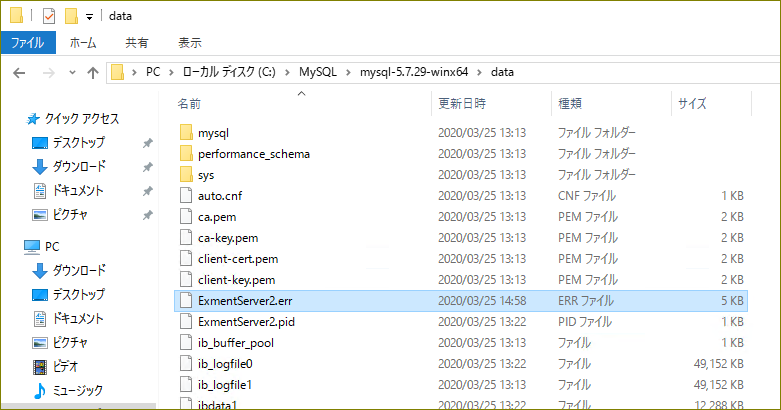 data
ファイル ホーム 共有 表示
PC > ローカル ディスク (C:) > MySQL > mysql-5.7.29-winx64 > data
名前 更新日時 種類 サイズ
クイック アクセス
デスクトップ
ダウンロード
ドキュメント
ピクチャ
PC
ダウンロード
デスクトップ
ドキュメント
ピクチャ
ビデオ
ミュージック
mysql 2020/03/25 13:13 ファイル フォルダー
performance_schema 2020/03/25 13:13 ファイル フォルダー
sys 2020/03/25 13:13 ファイル フォルダー
auto.cnf 2020/03/25 13:13 CNF ファイル 1 KB
ca.pem 2020/03/25 13:13 PEM ファイル 2 KB
ca-key.pem 2020/03/25 13:13 PEM ファイル 2 KB
client-cert.pem 2020/03/25 13:13 PEM ファイル 2 KB
client-key.pem 2020/03/25 13:13 PEM ファイル 2 KB
ExmentServer2.err 2020/03/25 14:58 ERR ファイル 5 KB
ExmentServer2.pid 2020/03/25 13:22 PID ファイル 1 KB
ib_buffer_pool 2020/03/25 13:13 ファイル 1 KB
ib_logfile0 2020/03/25 13:22 ファイル 49,152 KB
ib_logfile1 2020/03/25 13:13 ファイル 49,152 KB
ibdata1 2020/03/25 13:22 ファイル 12,288 KB